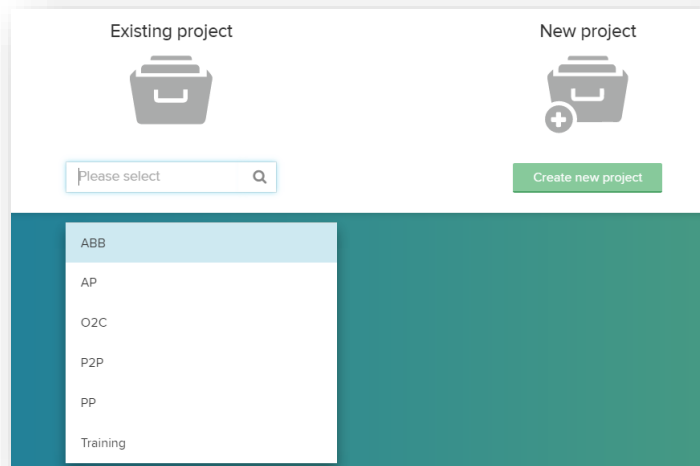 Existing project
New project
Please select
Create new project
ABB
AP
O2C
P2P
PP
Training